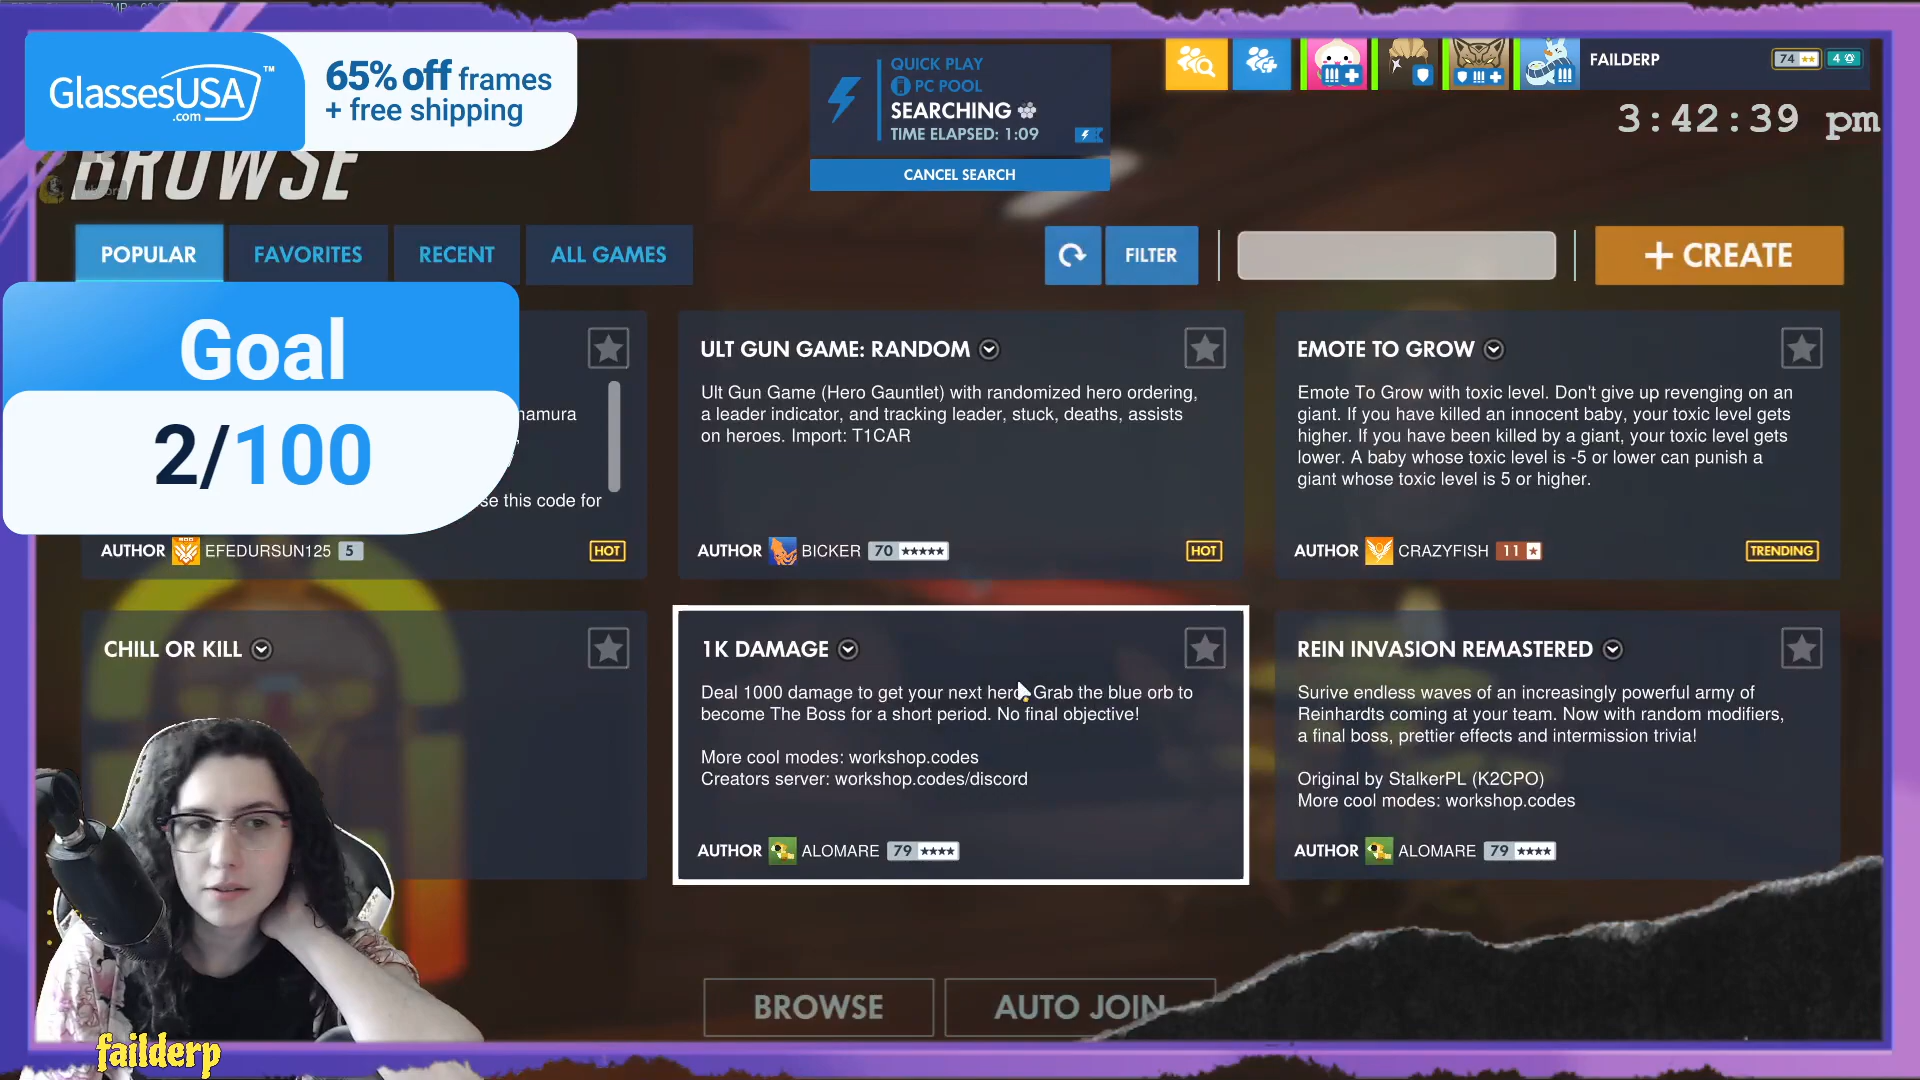 GlassesUSA™
.com
65% off frames
+ free shipping
BROWSE
QUICK PLAY
PC POOL
SEARCHING
TIME ELAPSED: 1:09
CANCEL SEARCH
FAILDERP
74
4
3:42:39 pm
POPULAR
FAVORITES
RECENT
ALL GAMES
FILTER
+ CREATE
Goal
2/100
namura
se this code for
AUTHOR EFEDURSUN125 5
HOT
ULT GUN GAME: RANDOM
Ult Gun Game (Hero Gauntlet) with randomized hero ordering,
a leader indicator, and tracking leader, stuck, deaths, assists
on heroes. Import: T1CAR
AUTHOR BICKER 70 ★★★★★
HOT
EMOTE TO GROW
Emote To Grow with toxic level. Don't give up revenging on an
giant. If you have killed an innocent baby, your toxic level gets
higher. If you have been killed by a giant, your toxic level gets
lower. A baby whose toxic level is -5 or lower can punish a
giant whose toxic level is 5 or higher.
AUTHOR CRAZYFISH 11 ★
TRENDING
CHILL OR KILL
1K DAMAGE
Deal 1000 damage to get your next hero. Grab the blue orb to
become The Boss for a short period. No final objective!
More cool modes: workshop.codes
Creators server: workshop.codes/discord
AUTHOR ALOMARE 79 ★★★★
REIN INVASION REMASTERED
Surive endless waves of an increasingly powerful army of
Reinhardts coming at your team. Now with random modifiers,
a final boss, prettier effects and intermission trivia!
Original by StalkerPL (K2CPO)
More cool modes: workshop.codes
AUTHOR ALOMARE 79 ★★★★
BROWSE
AUTO JOIN
failderp